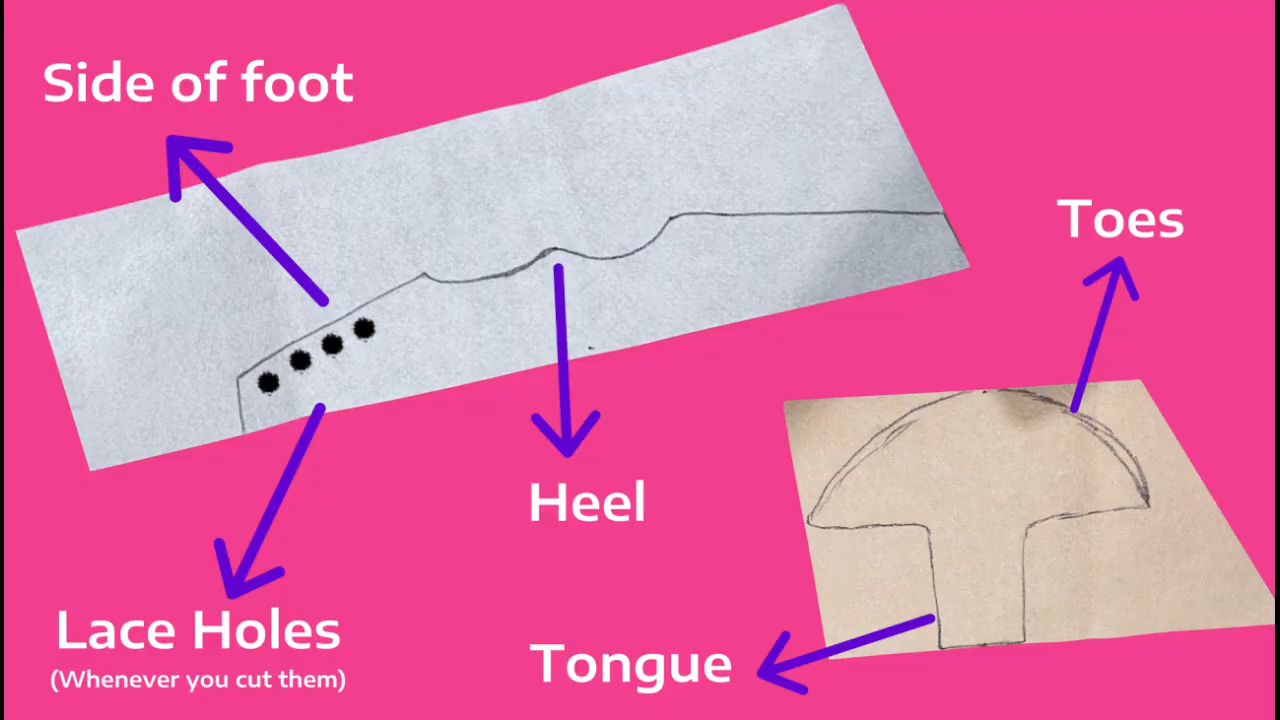 Side of foot
Toes
Heel
Lace Holes
(Whenever you cut them)
Tongue